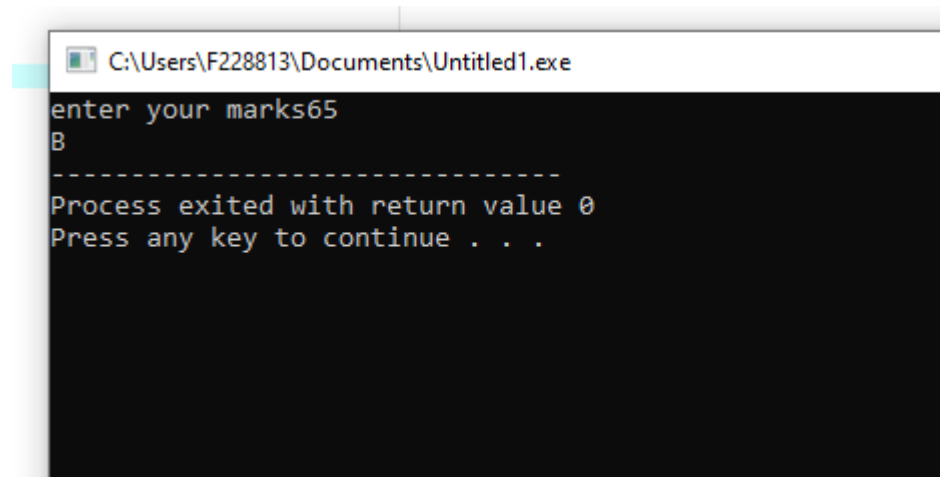 C:\Users\F228813\Documents\Untitled1.exe
enter your marks65
B
--------------------------------
Process exited with return value 0
Press any key to continue . . .